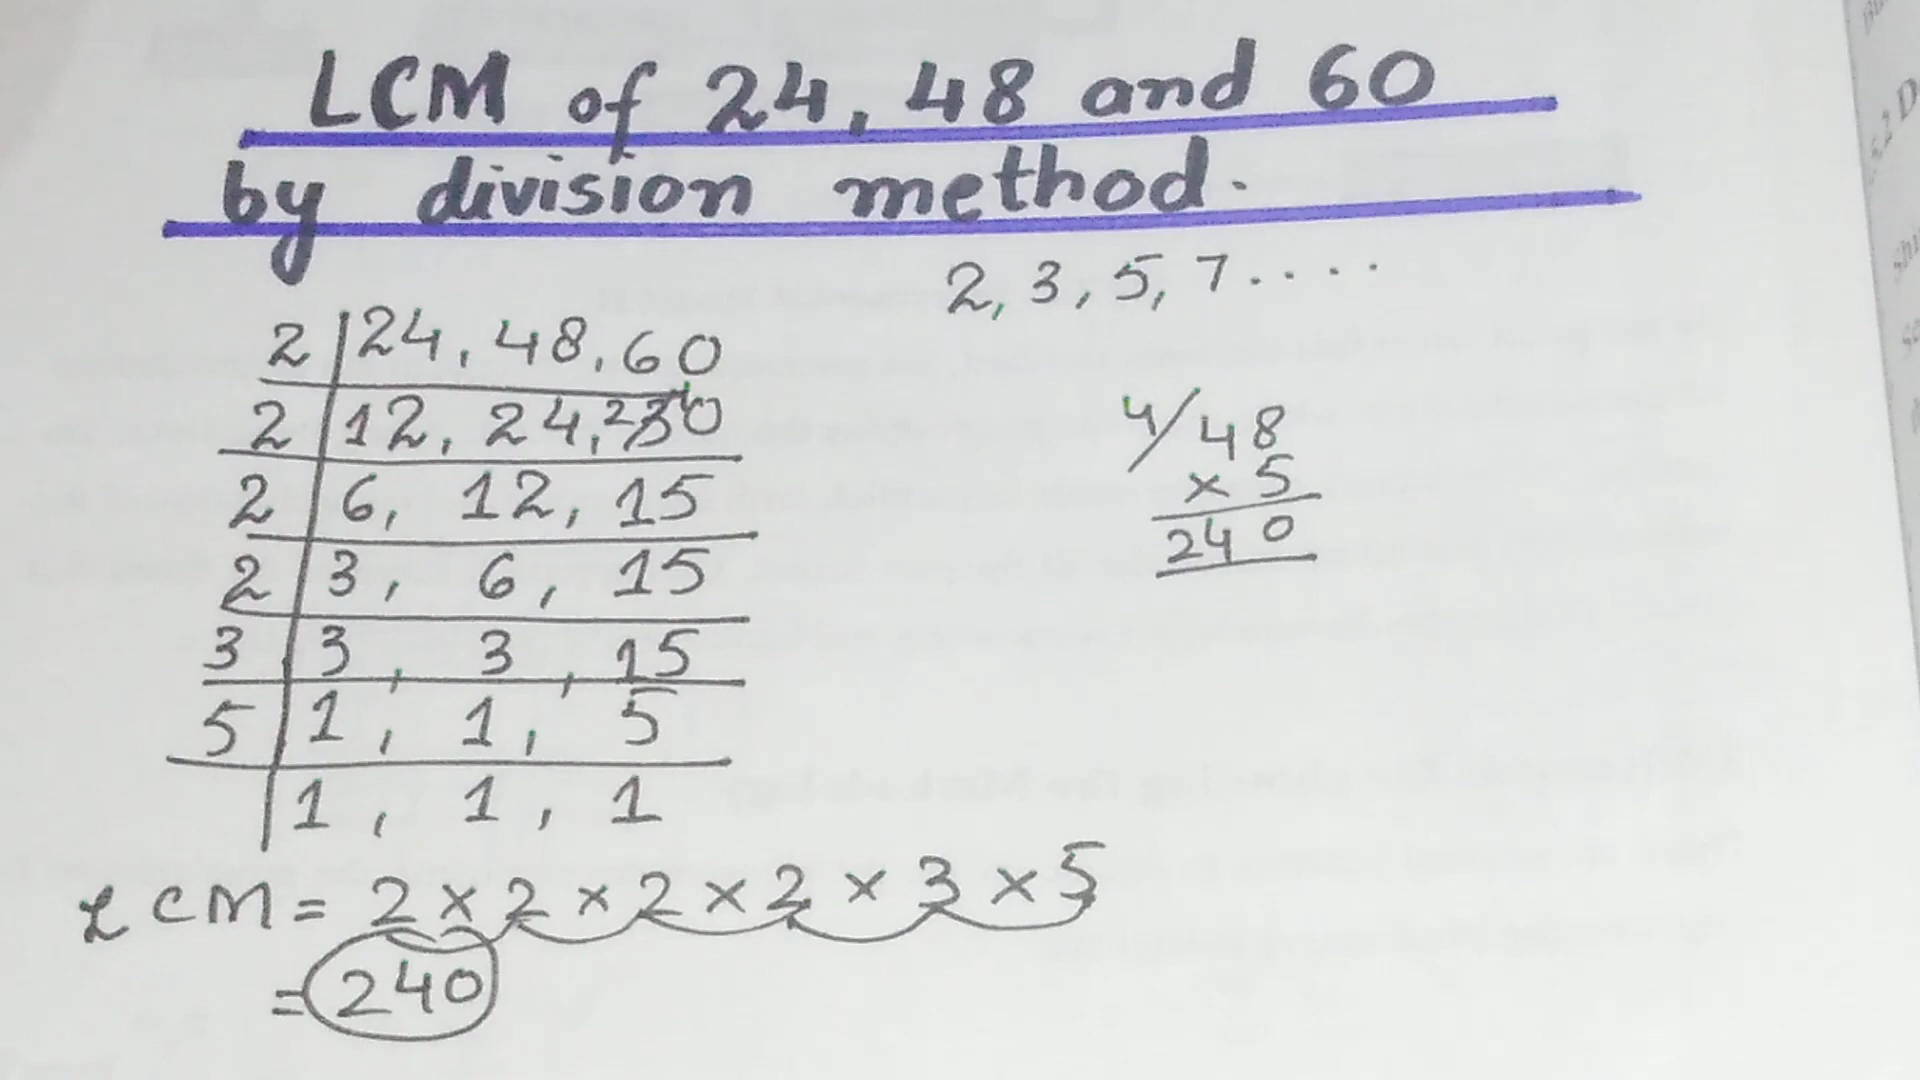 LCM of 24, 48 and 60
by division method.
2, 3, 5, 7....
2 | 24, 48, 60
2 | 12, 24, 30
2 | 6, 12, 15
2 | 3, 6, 15
3 | 3, 3, 15
5 | 1, 1, 5
1, 1, 1
4/ 48
× 5
240
LCM = 2 × 2 × 2 × 2 × 3 × 5
= 240